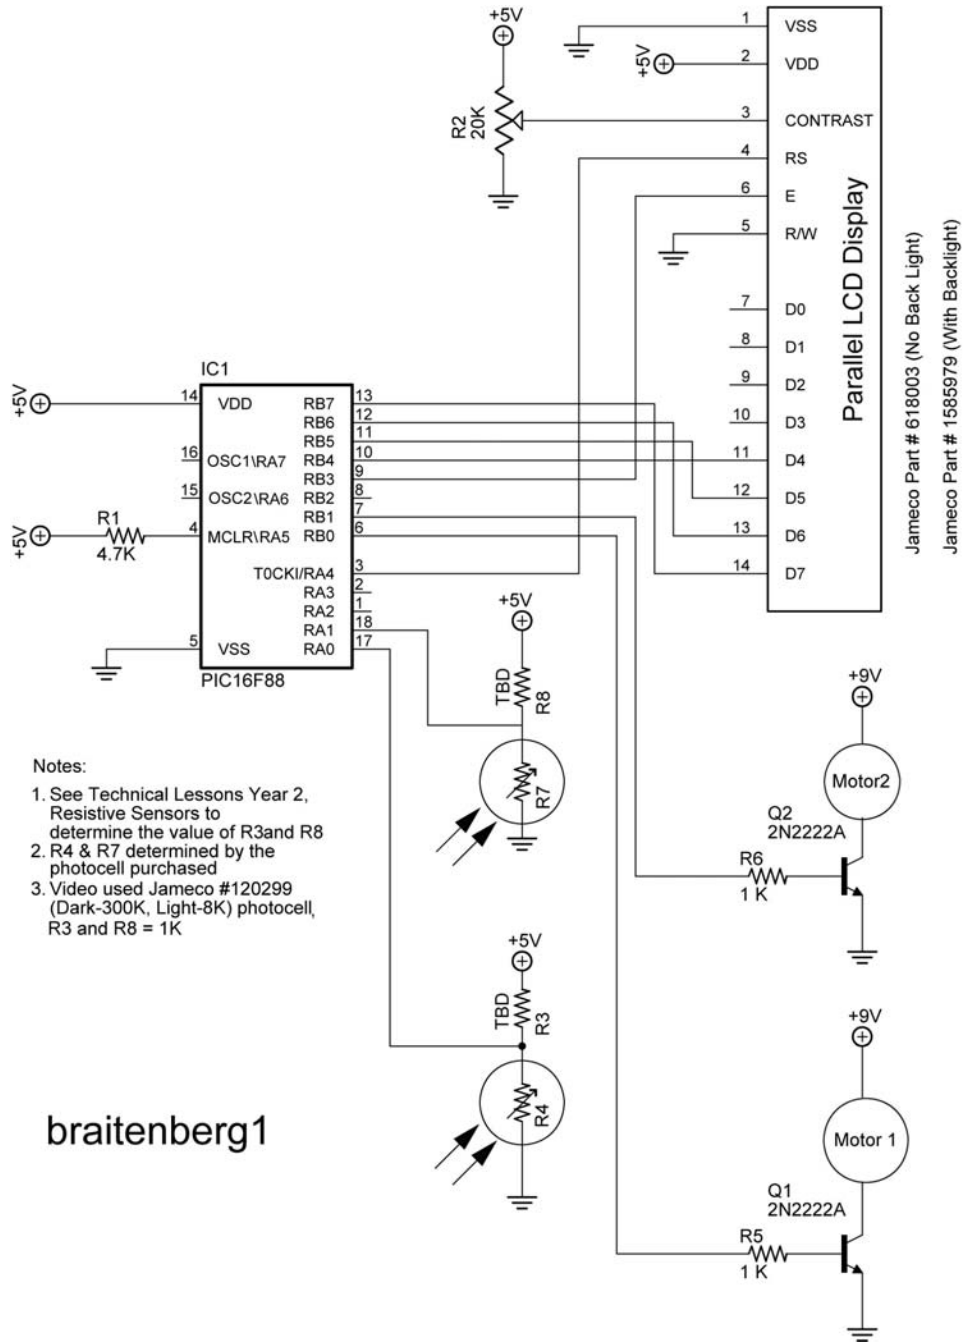 +5V
R2
20K
1
VSS
+5V
2
VDD
3
CONTRAST
4
RS
6
E
5
R/W
7
D0
8
D1
9
D2
10
D3
11
D4
12
D5
13
D6
14
D7
Parallel LCD Display
Jameco Part # 618003 (No Back Light)
Jameco Part # 1585979 (With Backlight)
IC1
+5V
14
VDD
16
OSC1\RA7
15
OSC2\RA6
+5V
R1
4.7K
4
MCLR\RA5
5
VSS
RB7
13
RB6
12
RB5
11
RB4
10
RB3
9
RB2
8
RB1
7
RB0
6
T0CKI/RA4
3
RA3
2
RA2
1
RA1
18
RA0
17
PIC16F88
+5V
TBD
R8
R7
+9V
Motor2
Q2
2N2222A
R6
1 K
Notes:
1. See Technical Lessons Year 2,
Resistive Sensors to
determine the value of R3and R8
2. R4 & R7 determined by the
photocell purchased
3. Video used Jameco #120299
(Dark-300K, Light-8K) photocell,
R3 and R8 = 1K
+5V
TBD
R3
R4
+9V
Motor 1
Q1
2N2222A
R5
1 K
braitenberg1